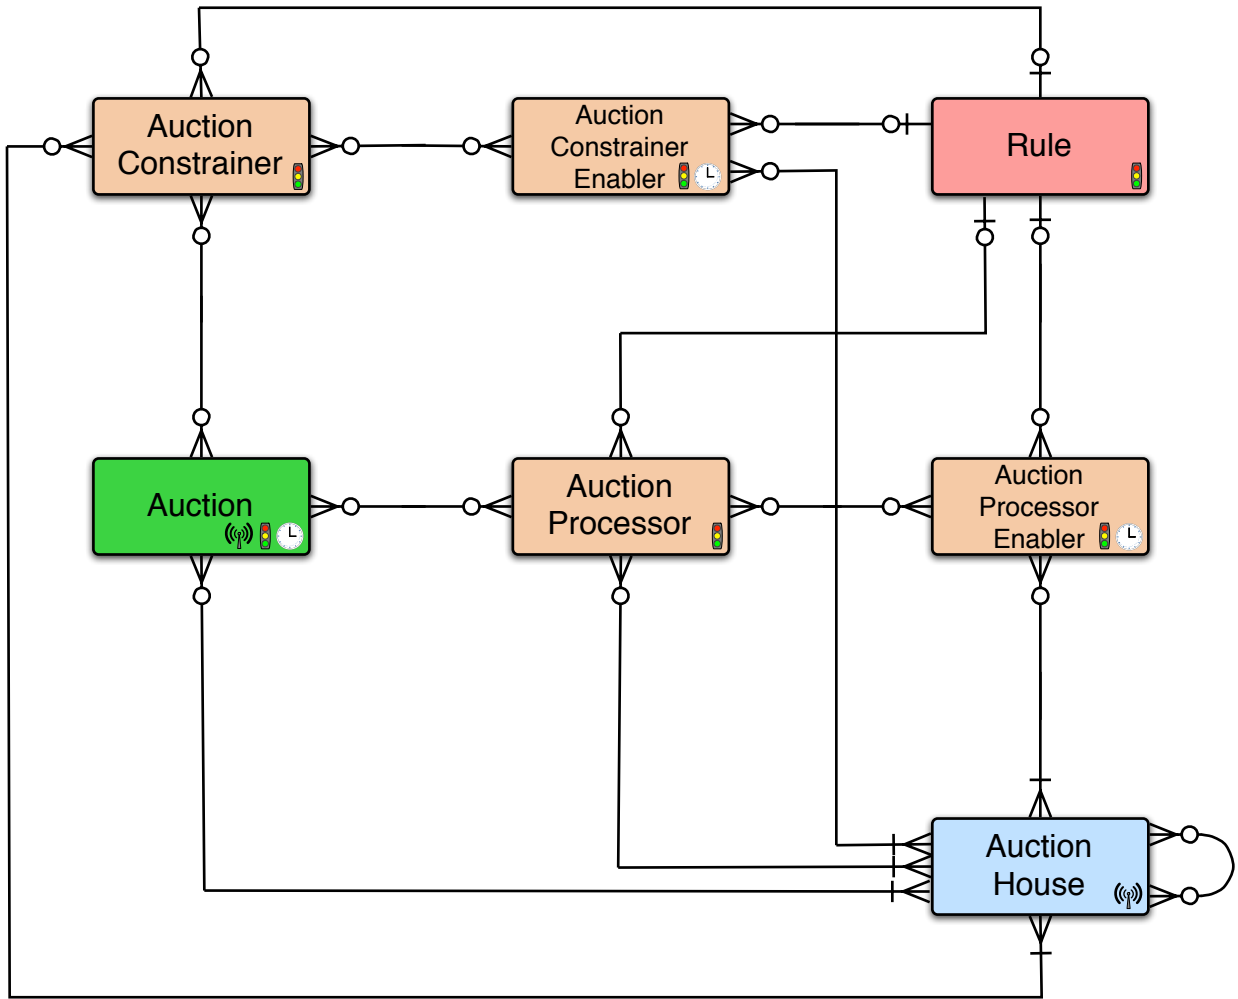 Auction
Constrainer
Auction
Constrainer
Enabler
Rule
Auction
Auction
Processor
Auction
Processor
Enabler
Auction
House